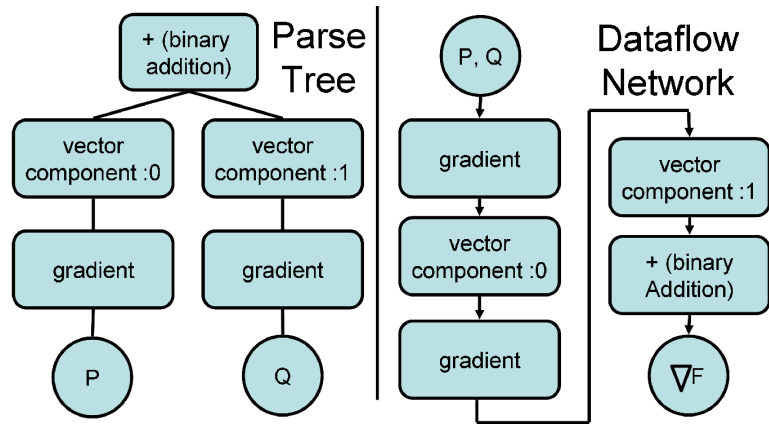 + (binary
addition)
Parse
Tree
vector
component :0
vector
component :1
gradient
gradient
P
Q
Dataflow
Network
P, Q
gradient
vector
component :0
gradient
vector
component :1
+ (binary
Addition)
∇F